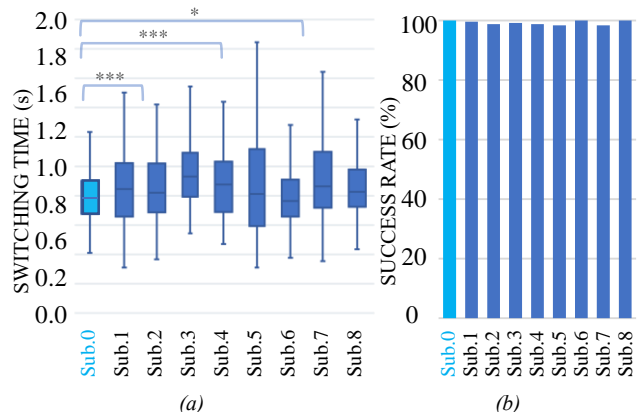 SWITCHING TIME (s)
2.0
1.8
1.6
1.2
1.0
0.8
0.6
0.2
0.0
*
***
***
Sub.0
Sub.1
Sub.2
Sub.3
Sub.4
Sub.5
Sub.6
Sub.7
Sub.8
(a)
SUCCESS RATE (%)
100
80
60
40
20
0
Sub.0
Sub.1
Sub.2
Sub.3
Sub.4
Sub.5
Sub.6
Sub.7
Sub.8
(b)